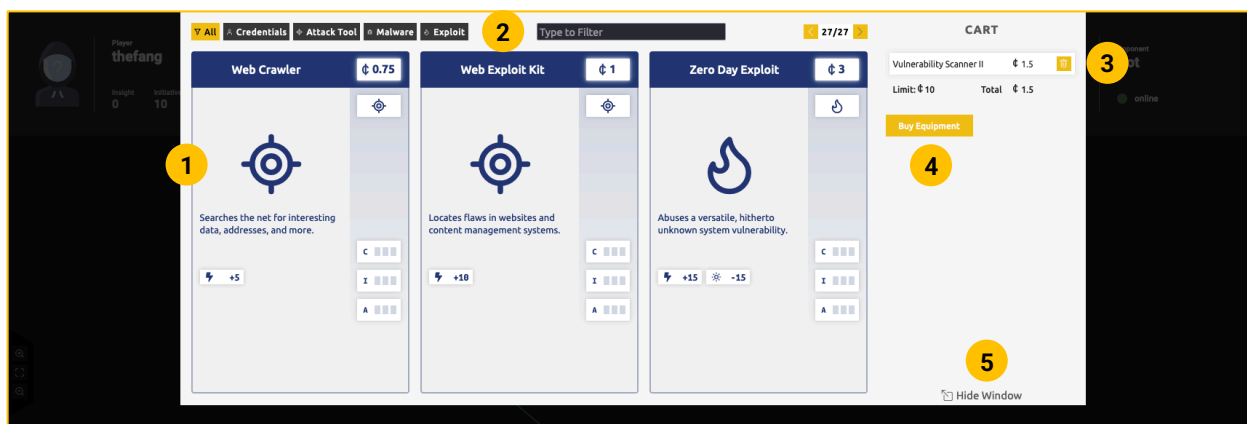 All Credentials Attack Tool Malware Exploit
2
Type to Filter
27/27
CART
Player
thefang
Insight Initiative
0 10
Web Crawler ₵ 0.75
Searches the net for interesting
data, addresses, and more.
+5
C
I
A
1
Web Exploit Kit ₵ 1
Locates flaws in websites and
content management systems.
+10
C
I
A
Zero Day Exploit ₵ 3
Abuses a versatile, hitherto
unknown system vulnerability.
+15 -15
C
I
A
Vulnerability Scanner II ₵ 1.5
3
Limit: ₵ 10 Total ₵ 1.5
Buy Equipment
4
5
Hide Window
online